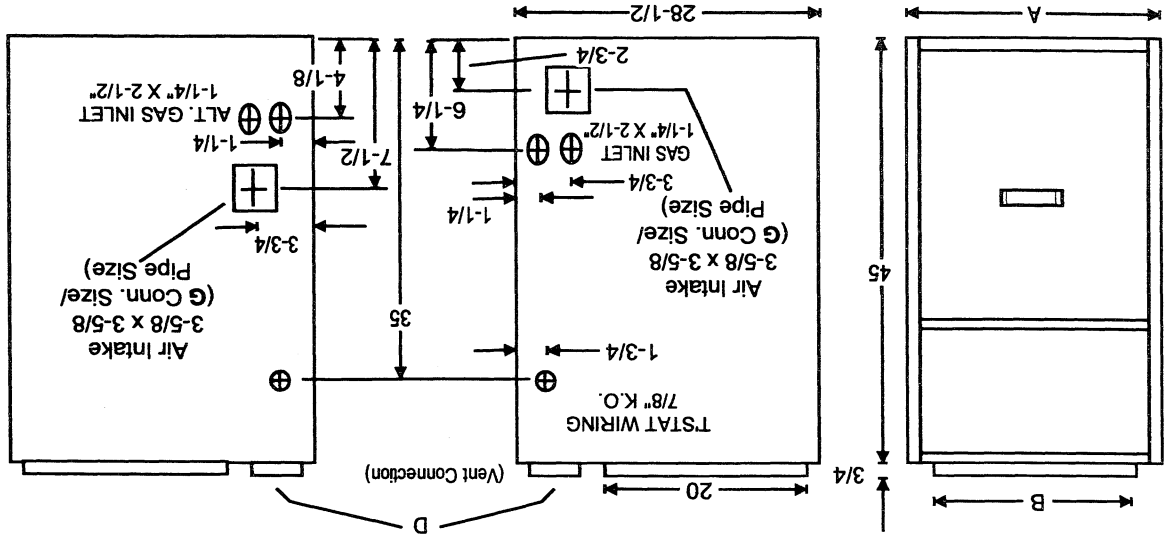 A
28-1/2
45
2-3/4
6-1/4
GAS INLET
1-1/4" X 2-1/2"
3-3/4
1-1/4
Air Intake
3-5/8 x 3-5/8
(G Conn. Size/
Pipe Size)
1-3/4
T'STAT WIRING
7/8" K.O.
20
3/4
B
4-1/8
7-1/2
35
ALT. GAS INLET
1-1/4" X 2-1/2"
1-1/4
3-3/4
Air Intake
3-5/8 x 3-5/8
(G Conn. Size/
Pipe Size)
(Vent Connection)
D